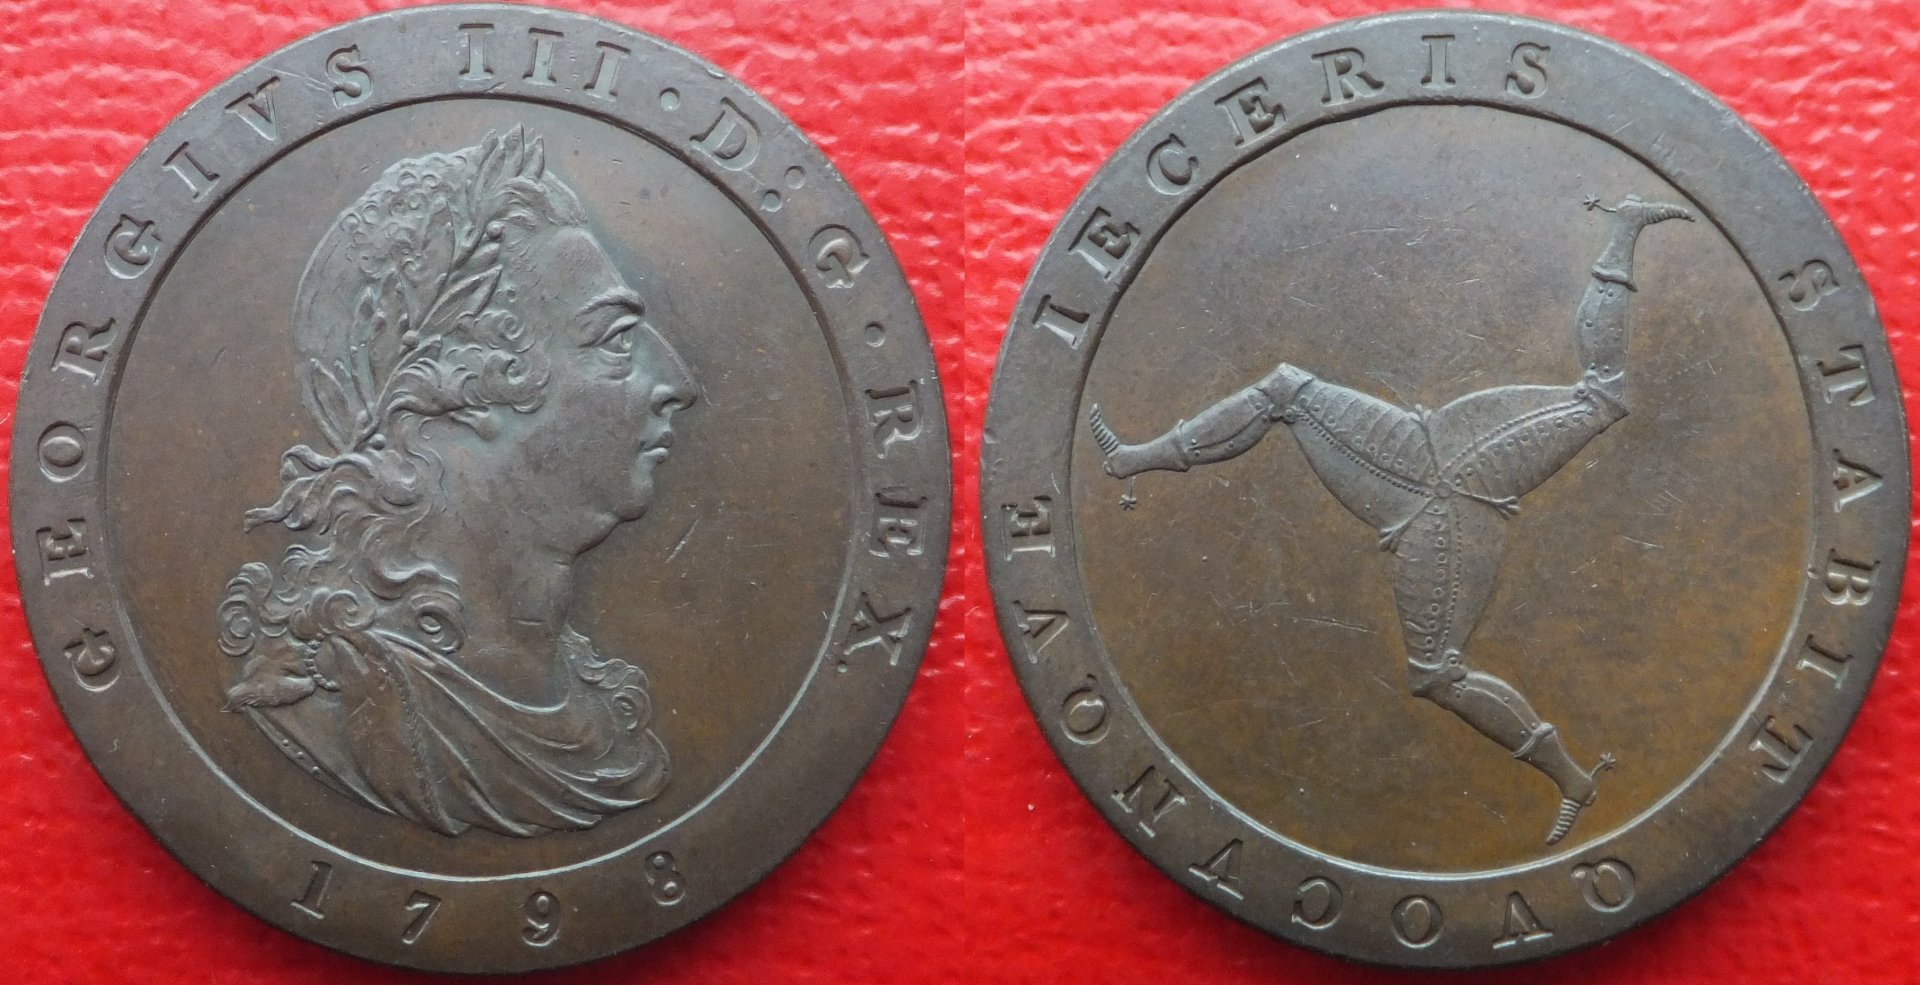 GEORGIVS III · D : G · REX.
1798
QVOCVNQVE IECERIS STABIT